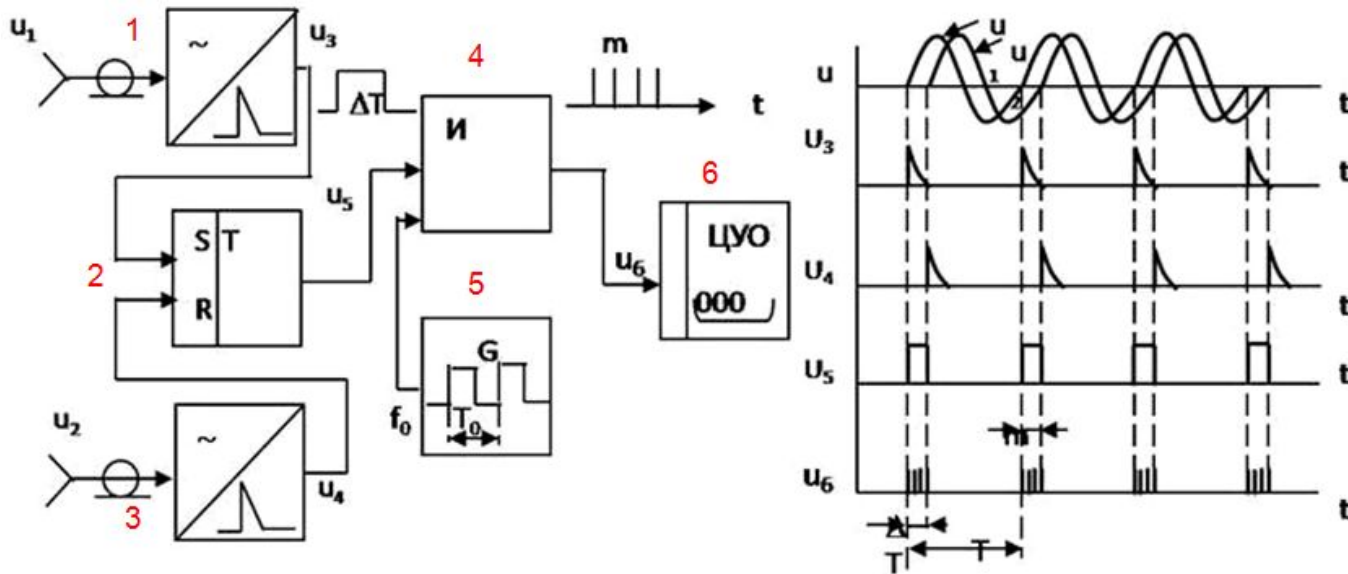 1
u₁
~
u₃
4
m
t
ΔT
И
u₅
6
2
S T
R
5
u₆
ЦУО
000
G
f₀
T₀
u₂
~
u₄
3
u
u
u
1
2
t
U₃
t
U₄
t
U₅
t
m
u₆
t
Δ
T
T